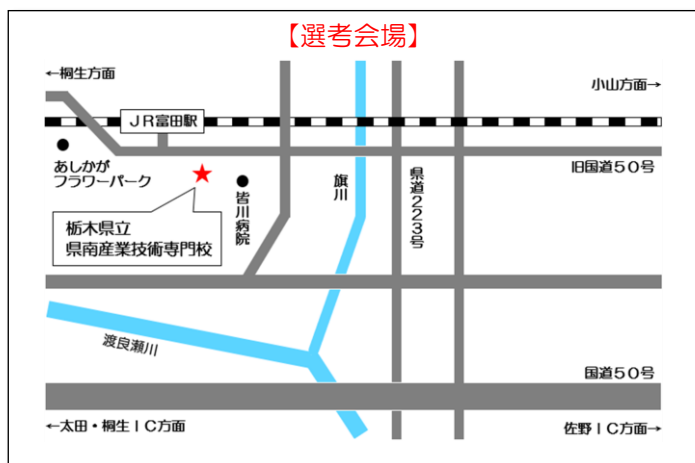 【選考会場】
←桐生方面
小山方面→
ＪＲ富田駅
あしかが
フラワーパーク
旧国道５０号
皆川病院
旗川
県道２２３号
栃木県立
県南産業技術専門校
渡良瀬川
国道５０号
←太田・桐生ＩＣ方面
佐野ＩＣ方面→